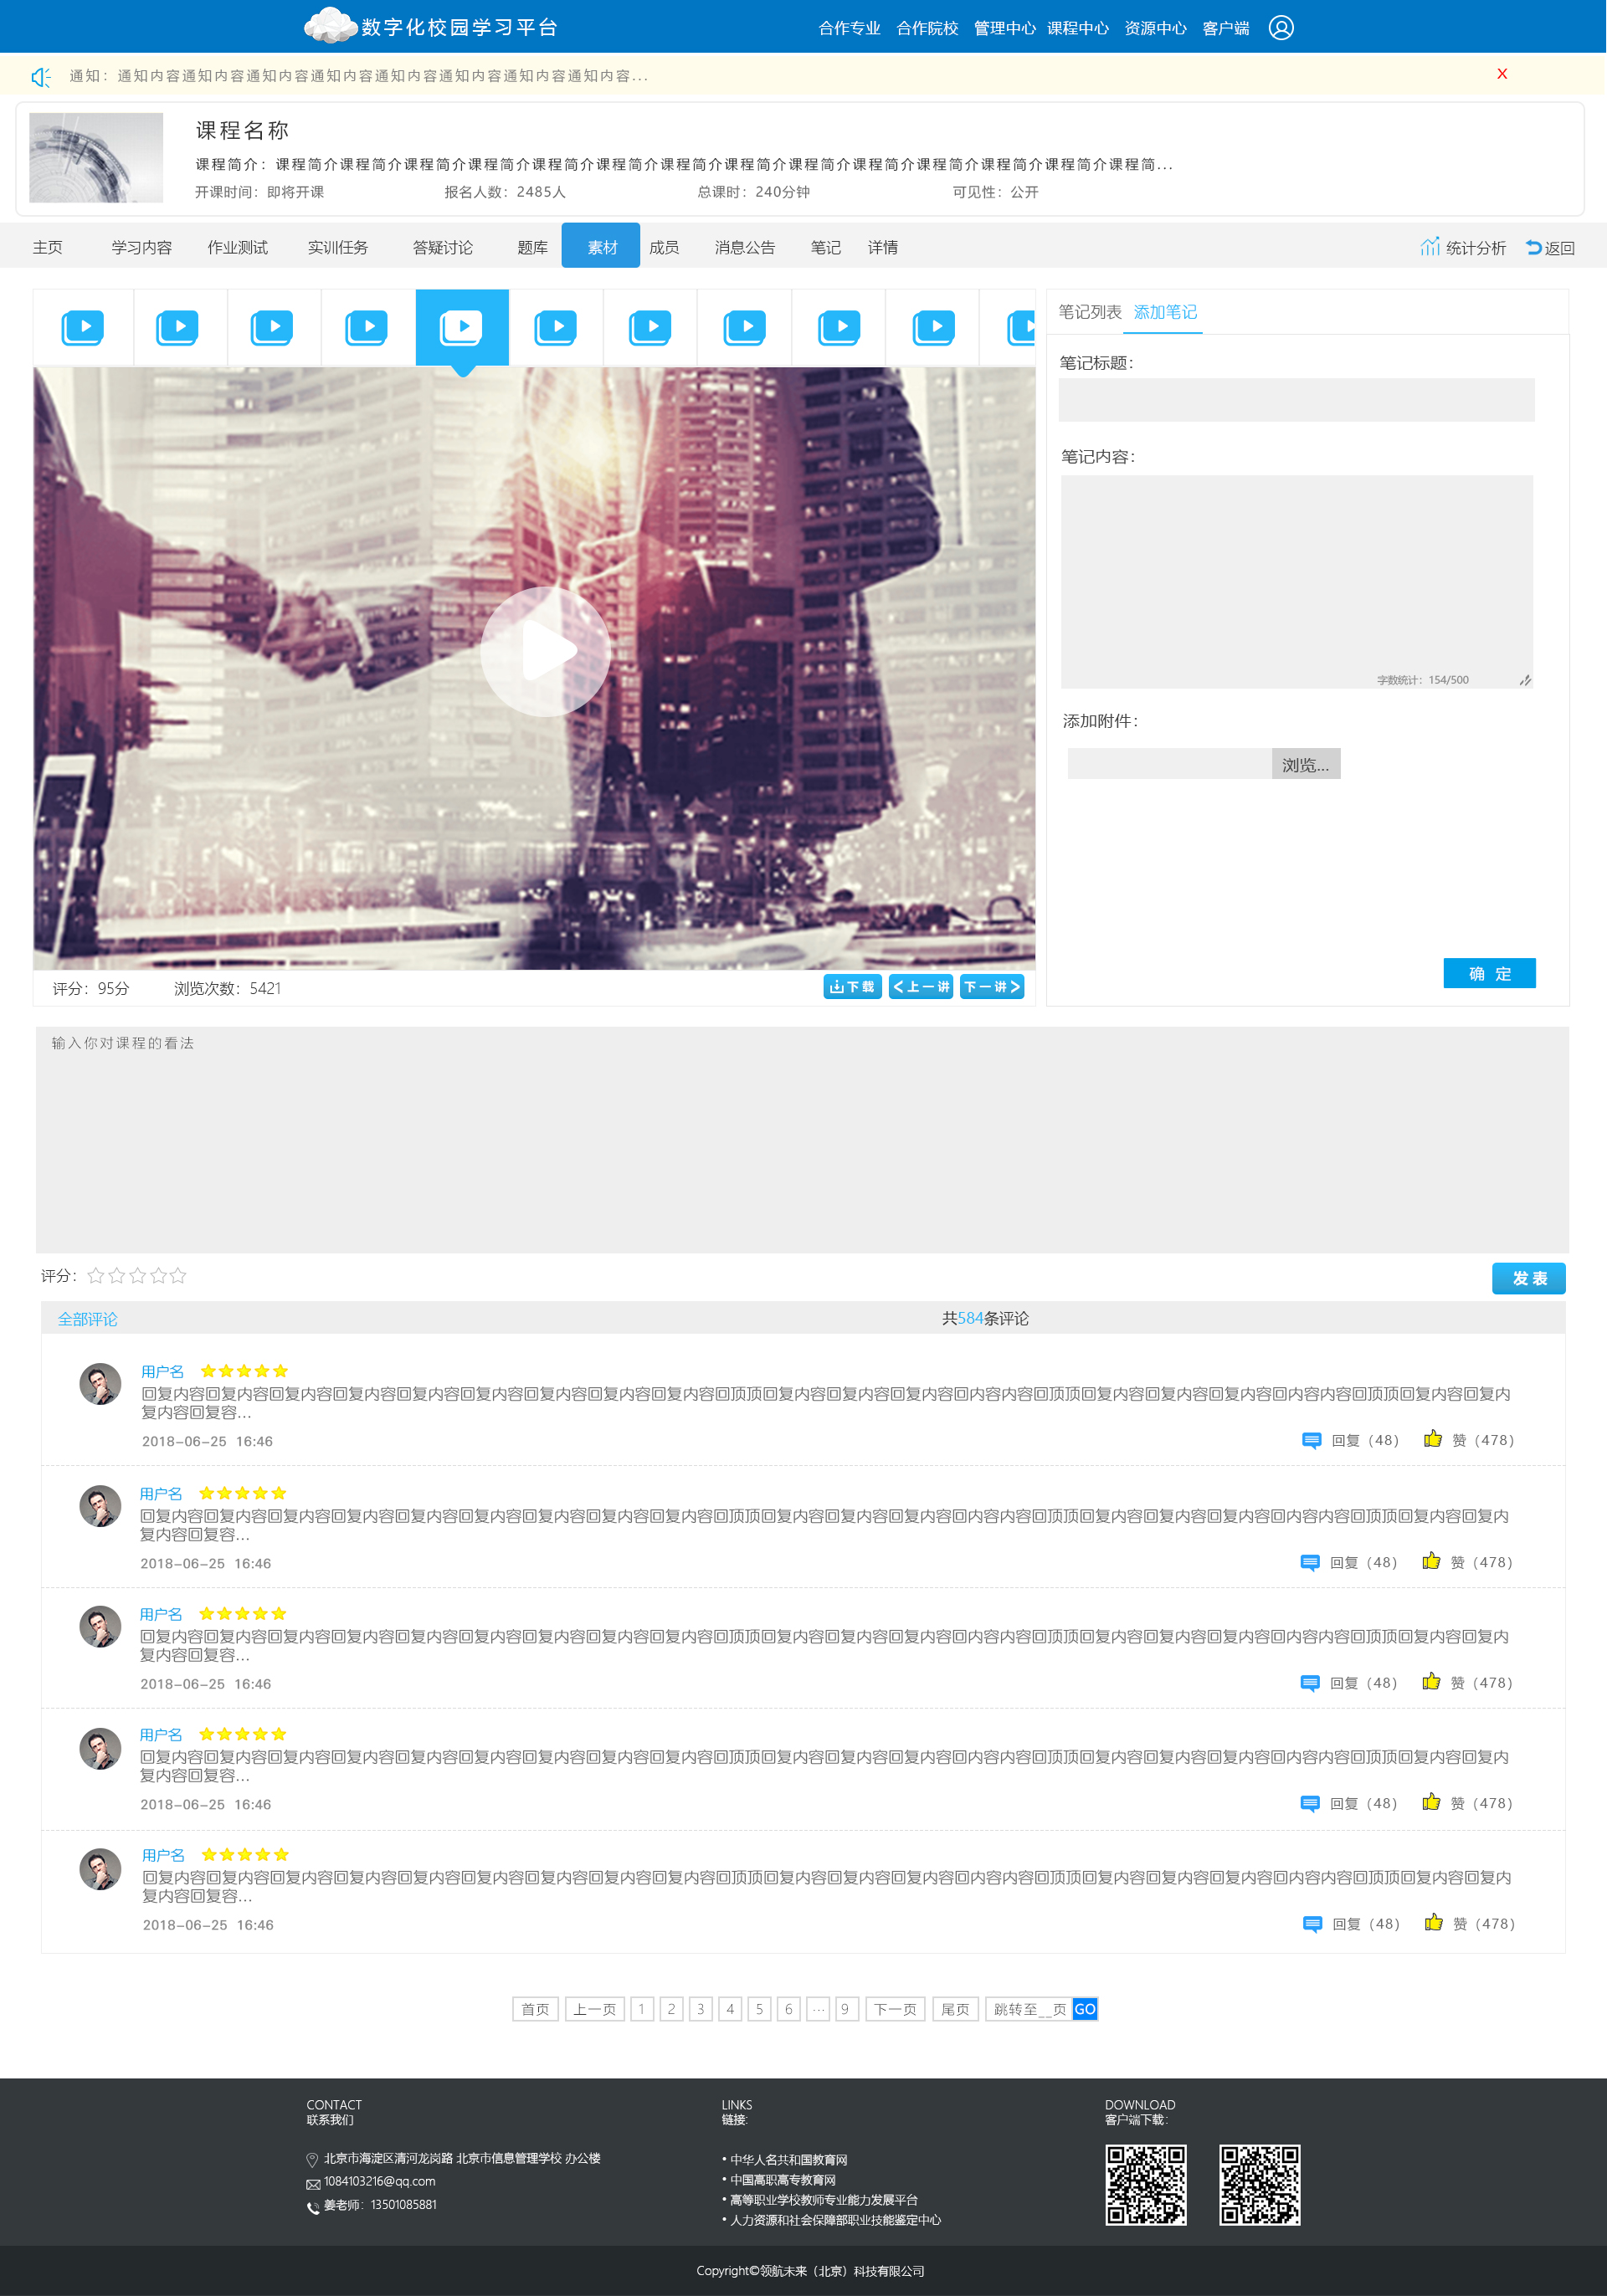 数字化校园学习平台
合作专业 合作院校 管理中心 课程中心 资源中心 客户端
通知：通知内容通知内容通知内容通知内容通知内容通知内容通知内容通知内容...
X
课程名称
课程简介：课程简介课程简介课程简介课程简介课程简介课程简介课程简介课程简介课程简介课程简介课程简介课程简介课程简介课程简...
开课时间：即将开课 报名人数：2485人 总课时：240分钟 可见性：公开
主页 学习内容 作业测试 实训任务 答疑讨论 题库 素材 成员 消息公告 笔记 详情 统计分析 返回
笔记列表 添加笔记
笔记标题：
笔记内容：
字数统计：154/500
添加附件：
浏览...
确 定
评分：95分 浏览次数：5421 下载 <上一讲 下一讲>
输入你对课程的看法
评分：
发表
全部评论 共584条评论
用户名
回复内容回复内容回复内容回复内容回复内容回复内容回复内容回复内容回复内容回顶顶回复内容回复内容回复内容回内容内容回顶顶回复内容回复内容回复内容回内容内容回顶顶回复内容回复内
复内容回复容...
2018-06-25 16:46 回复（48） 赞（478）
用户名
回复内容回复内容回复内容回复内容回复内容回复内容回复内容回复内容回复内容回顶顶回复内容回复内容回复内容回内容内容回顶顶回复内容回复内容回复内容回内容内容回顶顶回复内容回复内
复内容回复容...
2018-06-25 16:46 回复（48） 赞（478）
用户名
回复内容回复内容回复内容回复内容回复内容回复内容回复内容回复内容回复内容回顶顶回复内容回复内容回复内容回内容内容回顶顶回复内容回复内容回复内容回内容内容回顶顶回复内容回复内
复内容回复容...
2018-06-25 16:46 回复（48） 赞（478）
用户名
回复内容回复内容回复内容回复内容回复内容回复内容回复内容回复内容回复内容回顶顶回复内容回复内容回复内容回内容内容回顶顶回复内容回复内容回复内容回内容内容回顶顶回复内容回复内
复内容回复容...
2018-06-25 16:46 回复（48） 赞（478）
用户名
回复内容回复内容回复内容回复内容回复内容回复内容回复内容回复内容回复内容回顶顶回复内容回复内容回复内容回内容内容回顶顶回复内容回复内容回复内容回内容内容回顶顶回复内容回复内
复内容回复容...
2018-06-25 16:46 回复（48） 赞（478）
首页 上一页 1 2 3 4 5 6 ... 9 下一页 尾页 跳转至__页 GO
CONTACT
联系我们
北京市海淀区清河龙岗路 北京市信息管理学校 办公楼
1084103216@qq.com
姜老师：13501085881
LINKS
链接:
• 中华人名共和国教育网
• 中国高职高专教育网
• 高等职业学校教师专业能力发展平台
• 人力资源和社会保障部职业技能鉴定中心
DOWNLOAD
客户端下载：
Copyright©领航未来（北京）科技有限公司